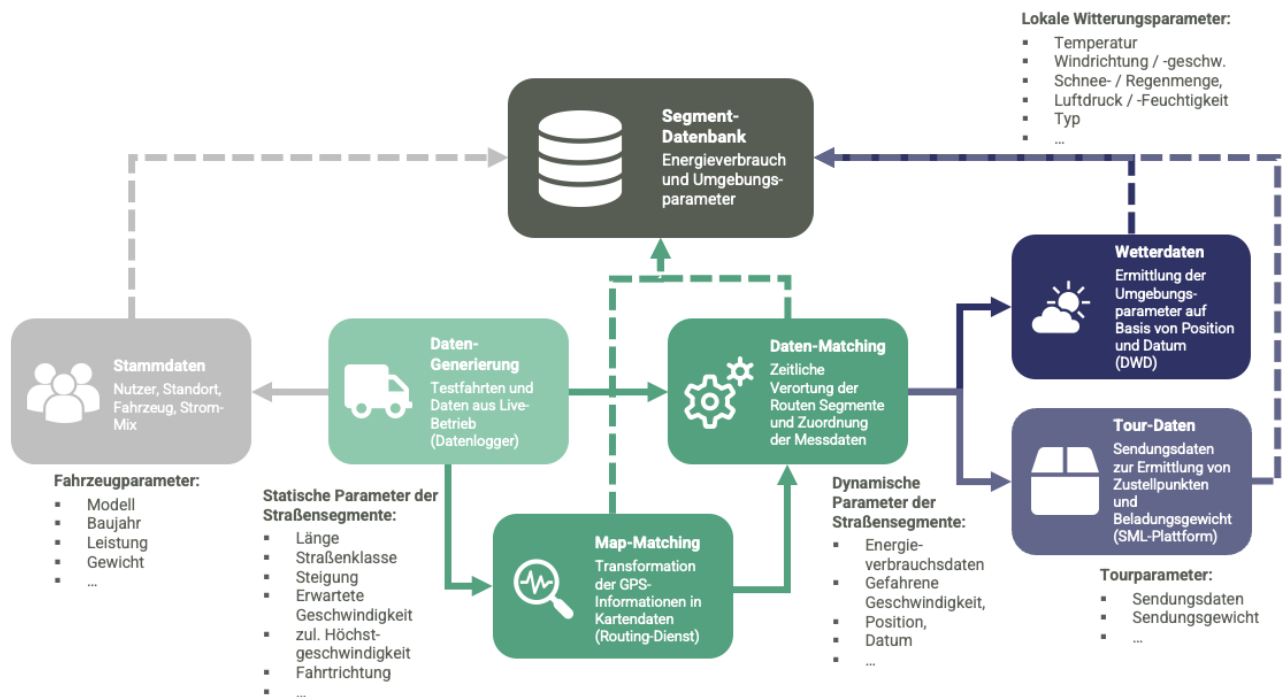 Lokale Witterungsparameter:
▪ Temperatur
▪ Windrichtung / -geschw.
▪ Schnee- / Regenmenge,
▪ Luftdruck / -Feuchtigkeit
▪ Typ
▪ ...
Segment-
Datenbank
Energieverbrauch
und Umgebungs-
parameter
Wetterdaten
Ermittlung der
Umgebungs-
parameter auf
Basis von Position
und Datum
(DWD)
Stammdaten
Nutzer, Standort,
Fahrzeug, Strom-
Mix
Daten-
Generierung
Testfahrten und
Daten aus Live-
Betrieb
(Datenlogger)
Daten-Matching
Zeitliche
Verortung der
Routen Segmente
und Zuordnung
der Messdaten
Tour-Daten
Sendungsdaten
zur Ermittlung von
Zustellpunkten
und
Beladungsgewicht
(SML-Plattform)
Fahrzeugparameter:
▪ Modell
▪ Baujahr
▪ Leistung
▪ Gewicht
▪ ...
Statische Parameter der
Straßensegmente:
▪ Länge
▪ Straßenklasse
▪ Steigung
▪ Erwartete
Geschwindigkeit
▪ zul. Höchst-
geschwindigkeit
▪ Fahrtrichtung
▪ ...
Map-Matching
Transformation
der GPS-
Informationen in
Kartendaten
(Routing-Dienst)
Dynamische
Parameter der
Straßensegmente:
▪ Energie-
verbrauchsdaten
▪ Gefahrene
Geschwindigkeit,
▪ Position,
▪ Datum
▪ ...
Tourparameter:
▪ Sendungsdaten
▪ Sendungsgewicht
▪ ...